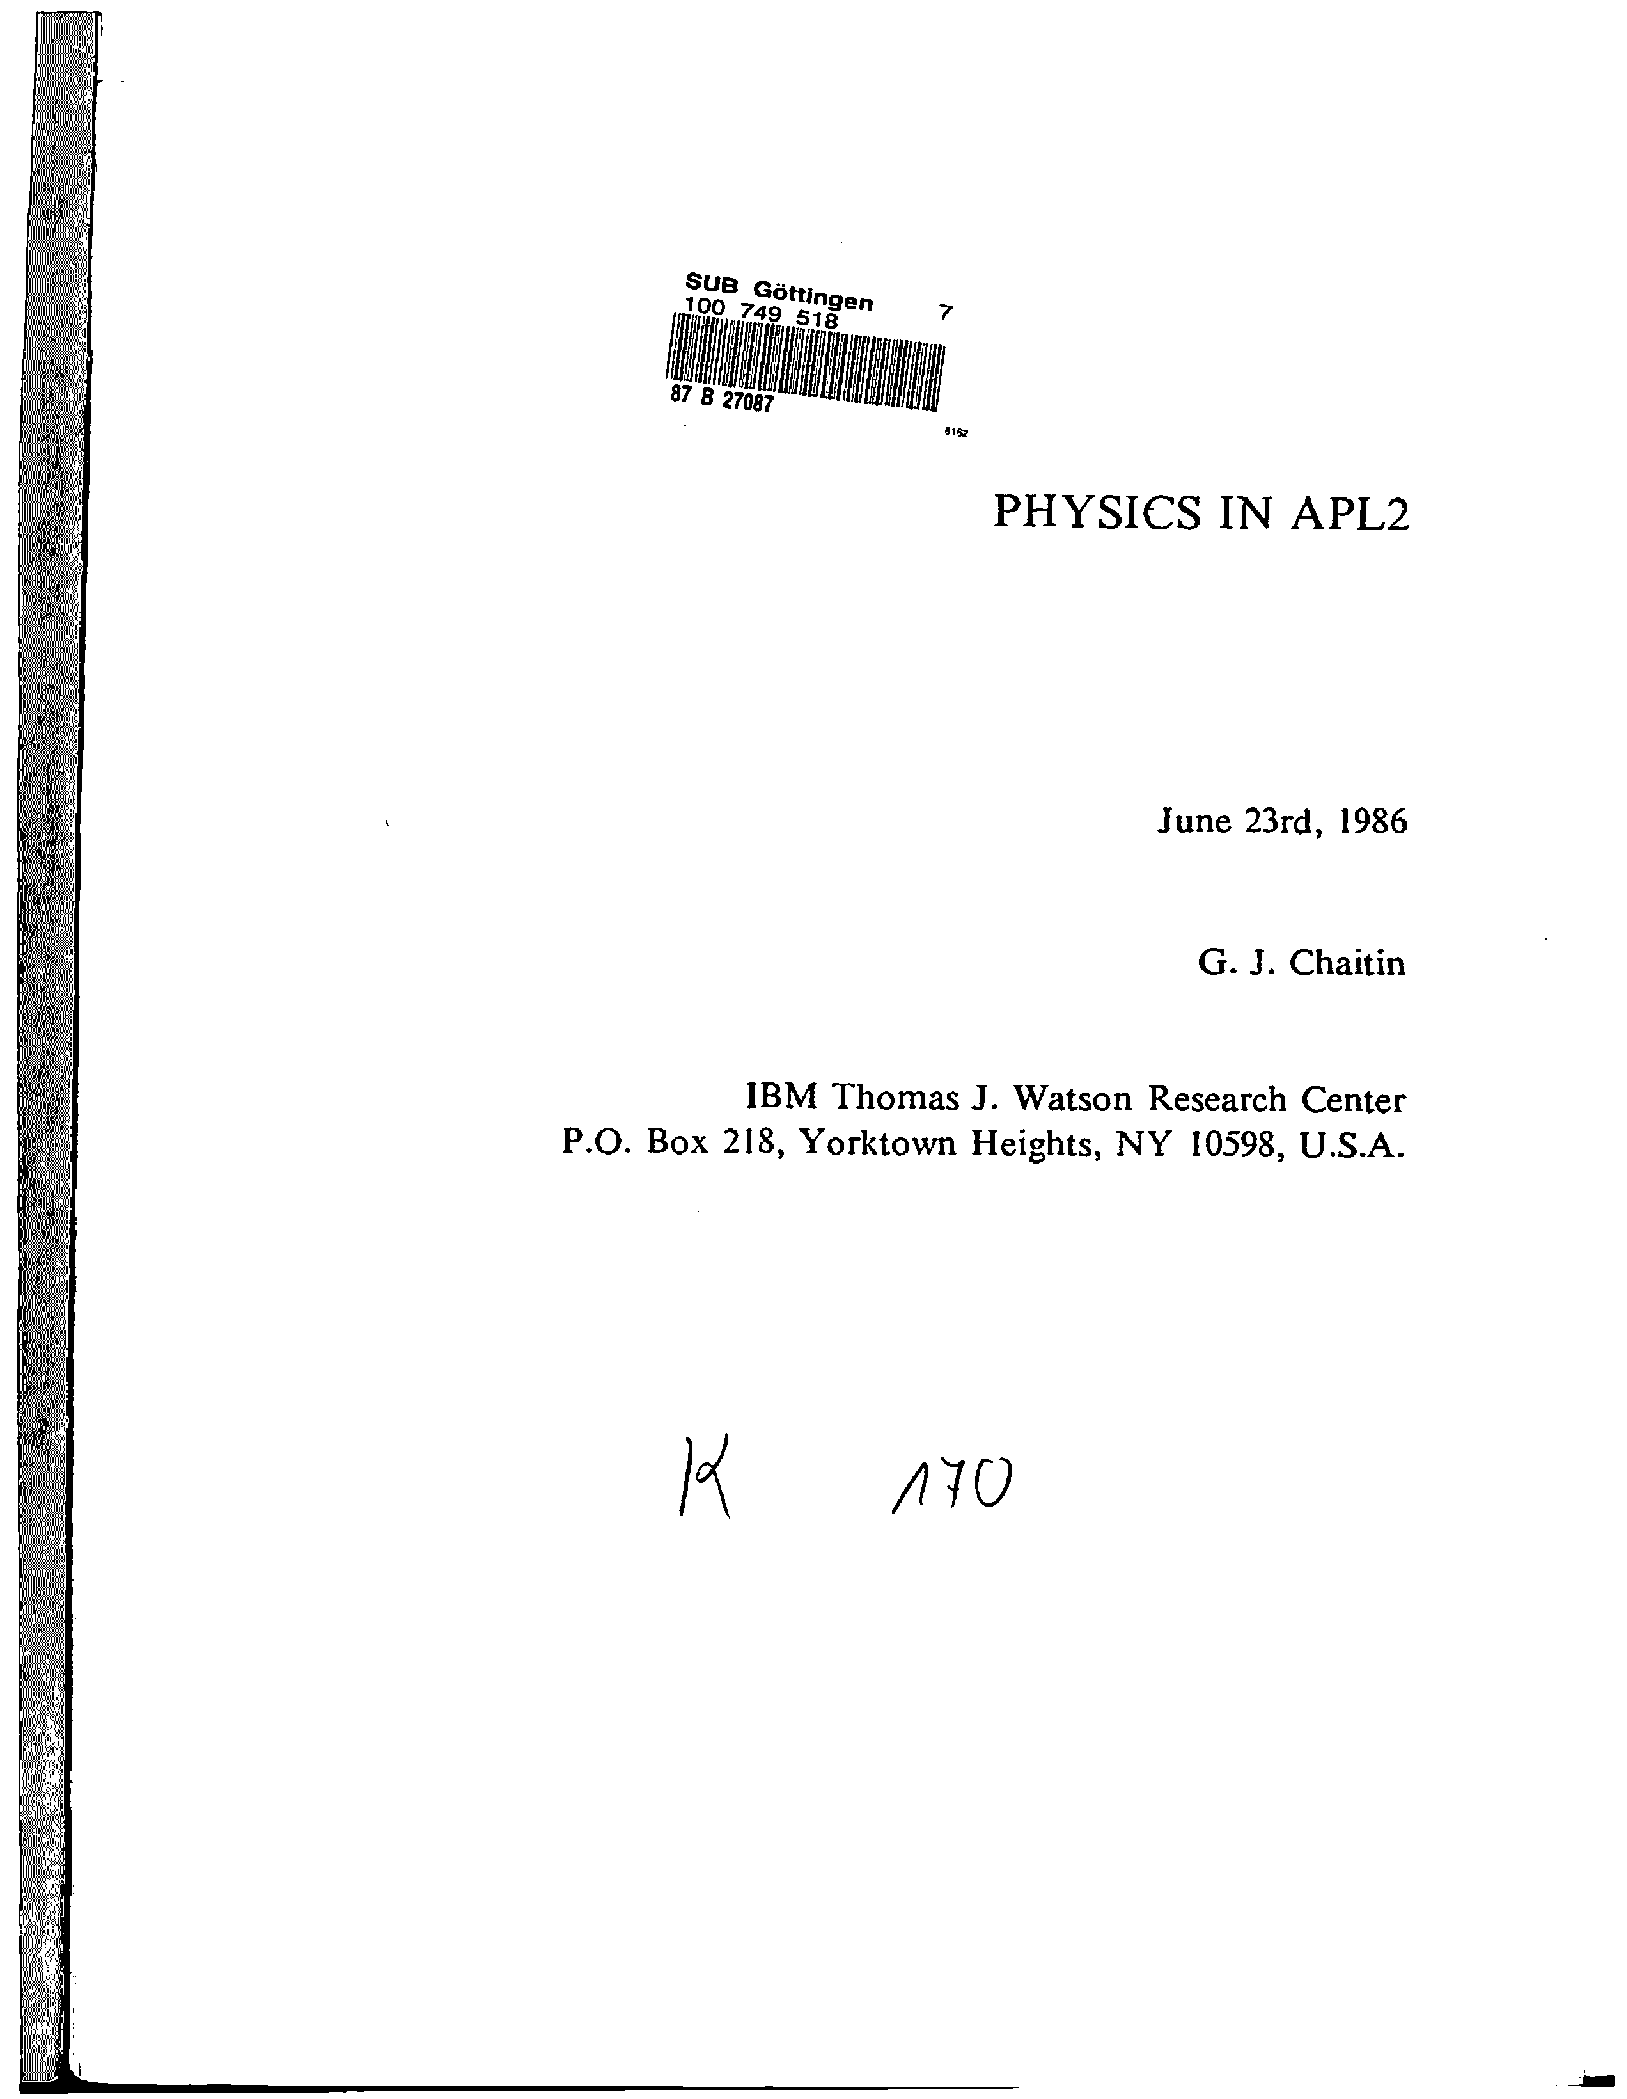 SUB Göttingen 7
100 749 518
87 B 27087
8152
PHYSICS IN APL2
June 23rd, 1986
G. J. Chaitin
IBM Thomas J. Watson Research Center
P.O. Box 218, Yorktown Heights, NY 10598, U.S.A.
K 170